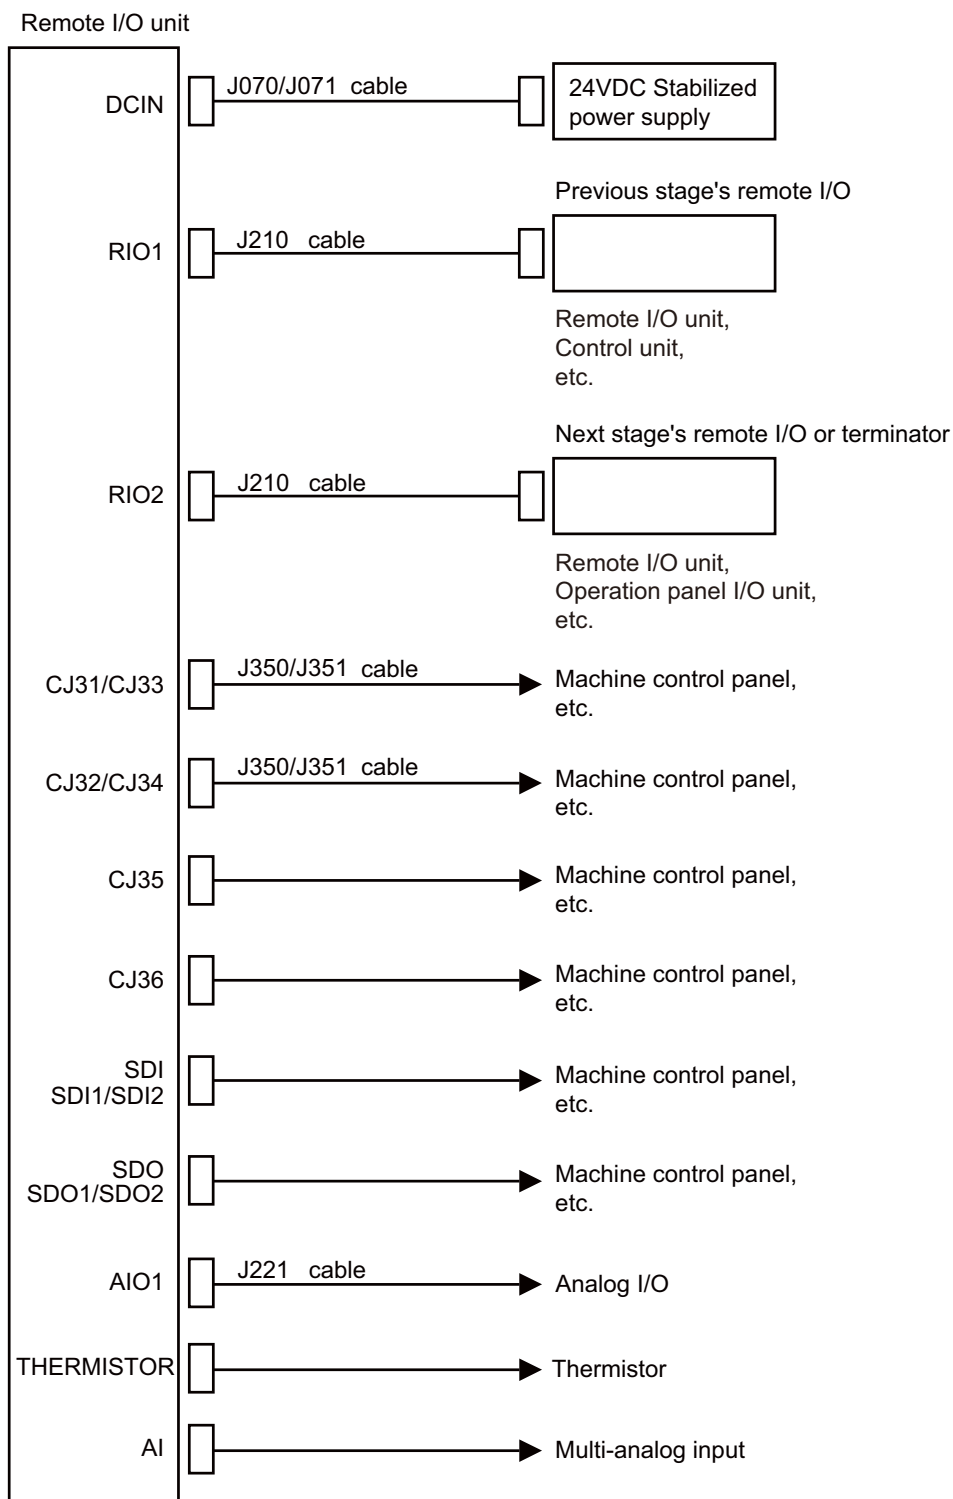 Remote I/O unit
DCIN
J070/J071 cable
24VDC Stabilized
power supply
Previous stage's remote I/O
RIO1
J210 cable
Remote I/O unit,
Control unit,
etc.
Next stage's remote I/O or terminator
RIO2
J210 cable
Remote I/O unit,
Operation panel I/O unit,
etc.
CJ31/CJ33
J350/J351 cable
Machine control panel,
etc.
CJ32/CJ34
J350/J351 cable
Machine control panel,
etc.
CJ35
Machine control panel,
etc.
CJ36
Machine control panel,
etc.
SDI
SDI1/SDI2
Machine control panel,
etc.
SDO
SDO1/SDO2
Machine control panel,
etc.
AIO1
J221 cable
Analog I/O
THERMISTOR
Thermistor
AI
Multi-analog input